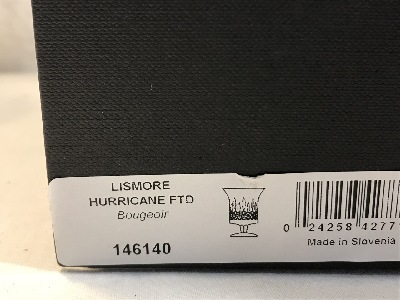 LISMORE
HURRICANE FTD
Bougeoir
146140
0 24258 4277
Made in Slovenia